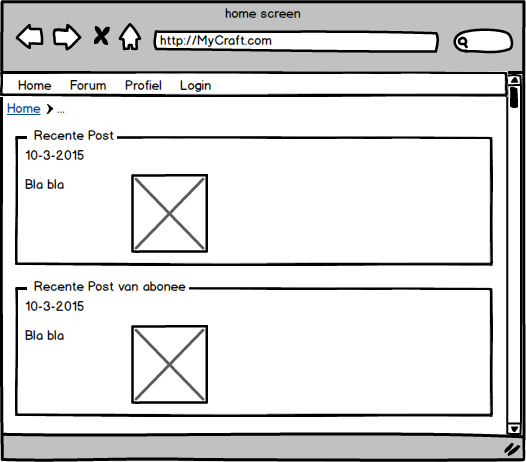 home screen
http://MyCraft.com
Home Forum Profiel Login
Home > ...
Recente Post
10-3-2015
Bla bla
Recente Post van abonee
10-3-2015
Bla bla